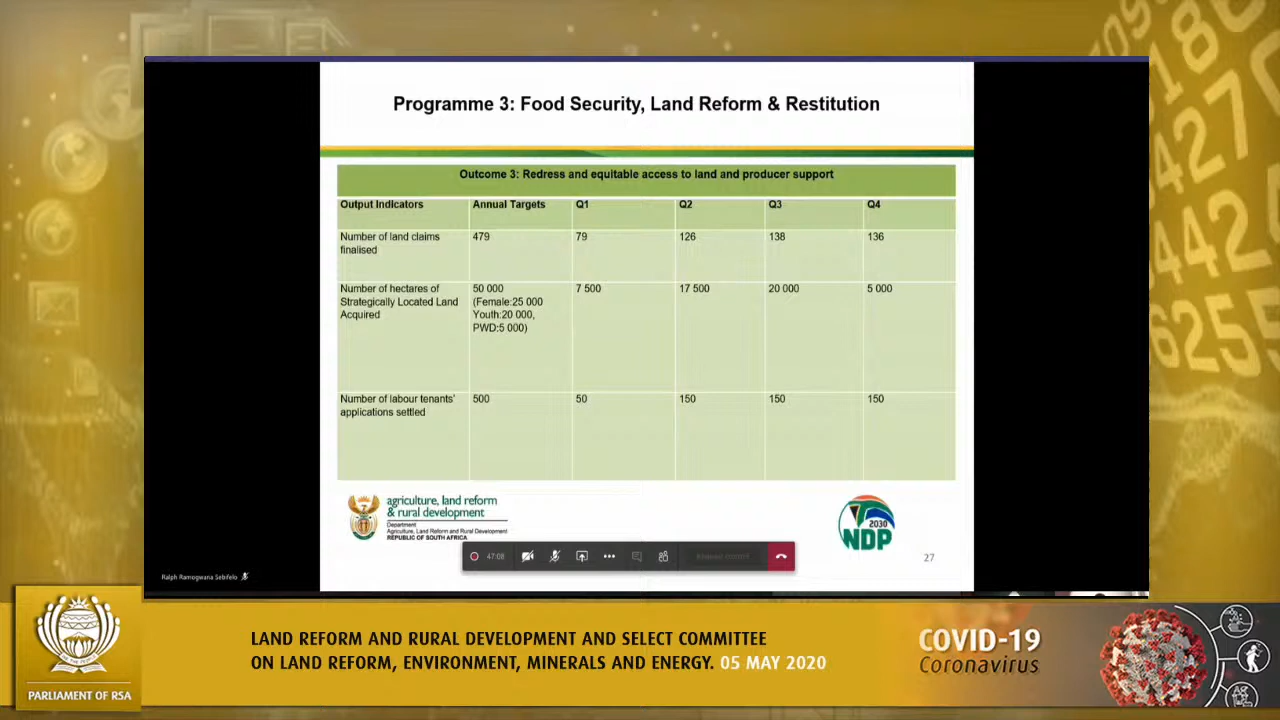 Programme 3: Food Security, Land Reform & Restitution
Outcome 3: Redress and equitable access to land and producer support
Output Indicators Annual Targets Q1 Q2 Q3 Q4
Number of land claims finalised 479 79 126 138 136
Number of hectares of Strategically Located Land Acquired 50 000 (Female:25 000 Youth:20 000, PWD:5 000) 7 500 17 500 20 000 5 000
Number of labour tenants' applications settled 500 50 150 150 150
agriculture, land reform
& rural development
Department
Agriculture, Land Reform and Rural Development
REPUBLIC OF SOUTH AFRICA
2030
NDP
27
47:08
Ralph Ramogwana Sebifelo
PARLIAMENT OF RSA
LAND REFORM AND RURAL DEVELOPMENT AND SELECT COMMITTEE
ON LAND REFORM, ENVIRONMENT, MINERALS AND ENERGY. 05 MAY 2020
COVID-19
Coronavirus